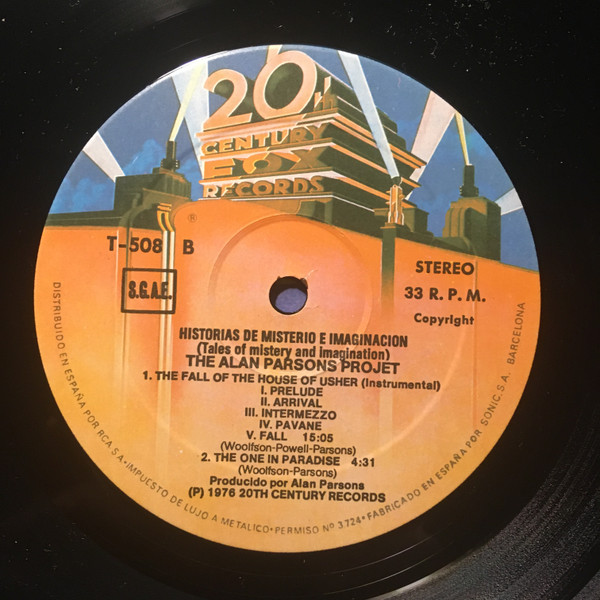 20th
CENTURY
FOX
RECORDS
®
T-508 B
S.G.A.E.
STEREO
33 R. P. M.
Copyright
HISTORIAS DE MISTERIO E IMAGINACION
(Tales of mistery and imagination)
THE ALAN PARSONS PROJET
1. THE FALL OF THE HOUSE OF USHER (Instrumental)
I. PRELUDE
II. ARRIVAL
III. INTERMEZZO
IV. PAVANE
V. FALL 15:05
(Woolfson-Powell-Parsons)
2. THE ONE IN PARADISE 4:31
(Woolfson-Parsons)
Producido por Alan Parsons
(P) 1976 20TH CENTURY RECORDS
DISTRIBUIDO EN ESPAÑA POR RCA. S.A • IMPUESTO DE LUJO A METALICO • PERMISO Nº 3.724 • FABRICADO EN ESPAÑA POR SONIC, S.A. BARCELONA